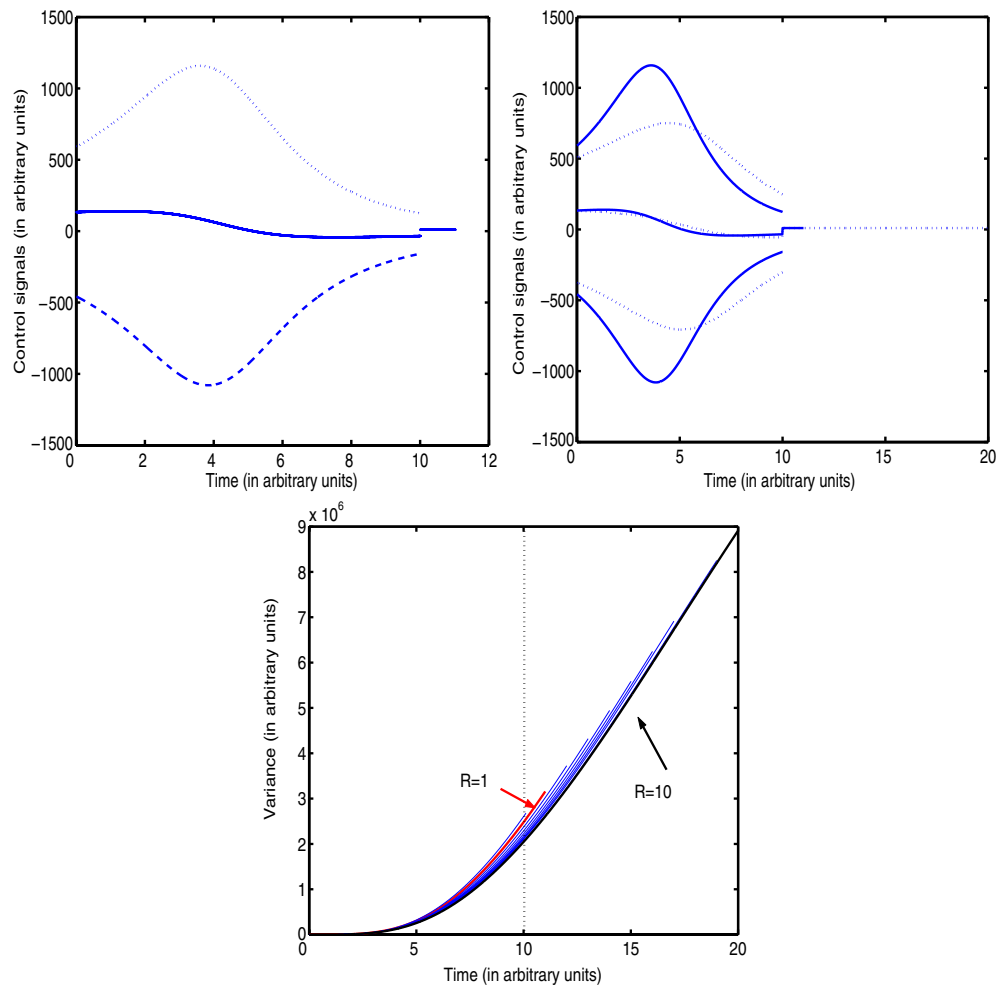 1500
1000
500
0
−500
−1000
−1500
0 2 4 6 8 10 12
Time (in arbitrary units)
Control signals (in arbitrary units)
1500
1000
500
0
−500
−1000
−1500
0 5 10 15 20
Time (in arbitrary units)
Control signals (in arbitrary units)
x 10^6
9
8
7
6
5
4
3
2
1
0
0 5 10 15 20
Time (in arbitrary units)
Variance (in arbitrary units)
R=1
R=10